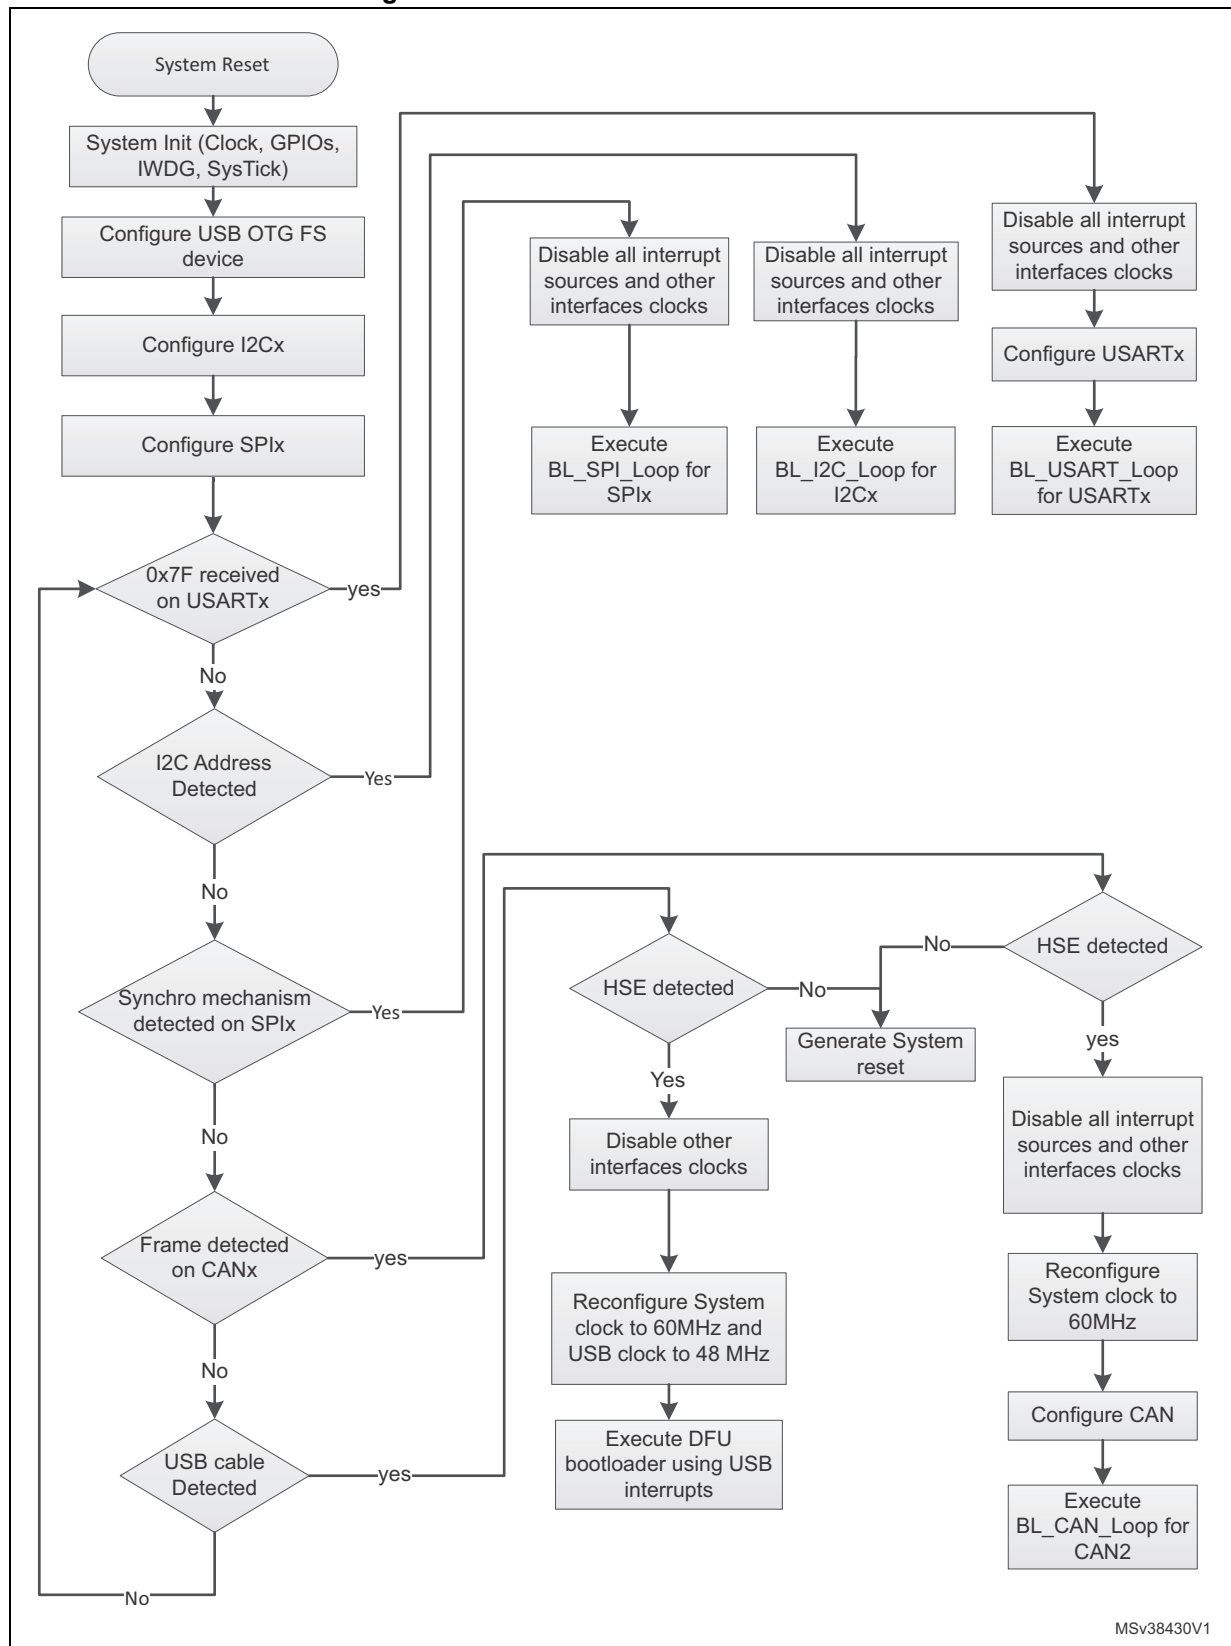 System Reset
System Init (Clock, GPIOs,
IWDG, SysTick)
Configure USB OTG FS
device
Configure I2Cx
Configure SPIx
0x7F received
on USARTx
yes
No
I2C Address
Detected
Yes
No
Synchro mechanism
detected on SPIx
Yes
No
Frame detected
on CANx
yes
No
USB cable
Detected
yes
No
Disable all interrupt
sources and other
interfaces clocks
Execute
BL_SPI_Loop for
SPIx
Disable all interrupt
sources and other
interfaces clocks
Execute
BL_I2C_Loop for
I2Cx
Disable all interrupt
sources and other
interfaces clocks
Configure USARTx
Execute
BL_USART_Loop
for USARTx
HSE detected
No
Yes
Generate System
reset
Disable other
interfaces clocks
Reconfigure System
clock to 60MHz and
USB clock to 48 MHz
Execute DFU
bootloader using USB
interrupts
HSE detected
No
yes
Disable all interrupt
sources and other
interfaces clocks
Reconfigure
System clock to
60MHz
Configure CAN
Execute
BL_CAN_Loop for
CAN2
MSv38430V1